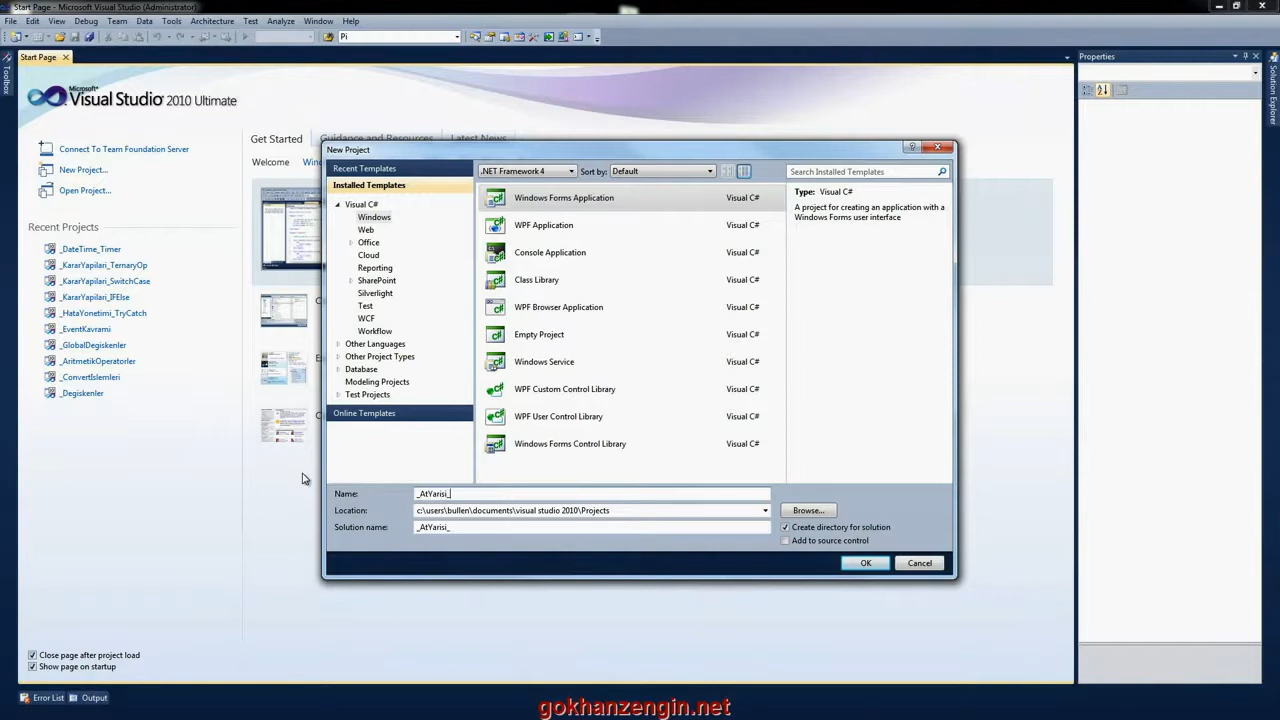 Start Page - Microsoft Visual Studio (Administrator)
File Edit View Debug Team Data Tools Architecture Test Analyze Window Help
Pi
Start Page
Properties
Toolbox
Solution Explorer
Microsoft
Visual Studio 2010 Ultimate
Connect To Team Foundation Server
New Project...
Open Project...
Recent Projects
_DateTime_Timer
_KararYapilari_TernaryOp
_KararYapilari_SwitchCase
_KararYapilari_IFElse
_HataYonetimi_TryCatch
_EventKavrami
_GlobalDegiskenler
_AritmetikOperatorler
_ConvertIslemleri
_Degiskenler
Close page after project load
Show page on startup
Get Started Guidance and Resources Latest News
Welcome
New Project
Recent Templates
Installed Templates
Visual C#
Windows
Web
Office
Cloud
Reporting
SharePoint
Silverlight
Test
WCF
Workflow
Other Languages
Other Project Types
Database
Modeling Projects
Test Projects
Online Templates
.NET Framework 4 Sort by: Default
Search Installed Templates
Windows Forms Application Visual C#
WPF Application Visual C#
Console Application Visual C#
Class Library Visual C#
WPF Browser Application Visual C#
Empty Project Visual C#
Windows Service Visual C#
WPF Custom Control Library Visual C#
WPF User Control Library Visual C#
Windows Forms Control Library Visual C#
Type: Visual C#
A project for creating an application with a
Windows Forms user interface
Name: _AtYarisi_
Location: c:\users\bullen\documents\visual studio 2010\Projects
Browse...
Solution name: _AtYarisi_
Create directory for solution
Add to source control
OK Cancel
Error List Output
gokhanzengin.net